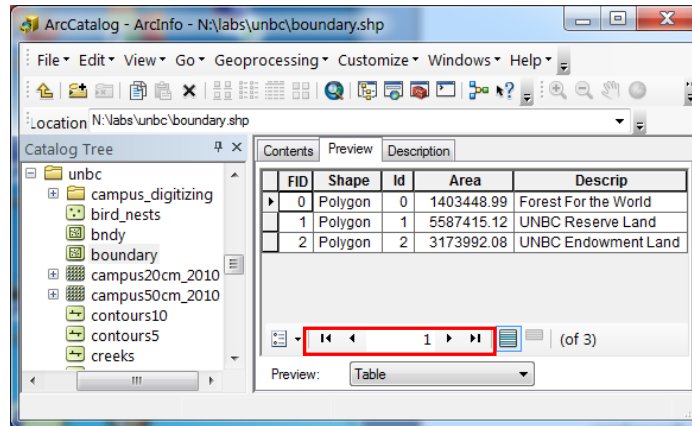 ArcCatalog - ArcInfo - N:\labs\unbc\boundary.shp
File Edit View Go Geoprocessing Customize Windows Help
Location N:\labs\unbc\boundary.shp
Catalog Tree
unbc
campus_digitizing
bird_nests
bndy
boundary
campus20cm_2010
campus50cm_2010
contours10
contours5
creeks
Contents Preview Description
FID Shape Id Area Descrip
0 Polygon 0 1403448.99 Forest For the World
1 Polygon 1 5587415.12 UNBC Reserve Land
2 Polygon 2 3173992.08 UNBC Endowment Land
1 (of 3)
Preview: Table